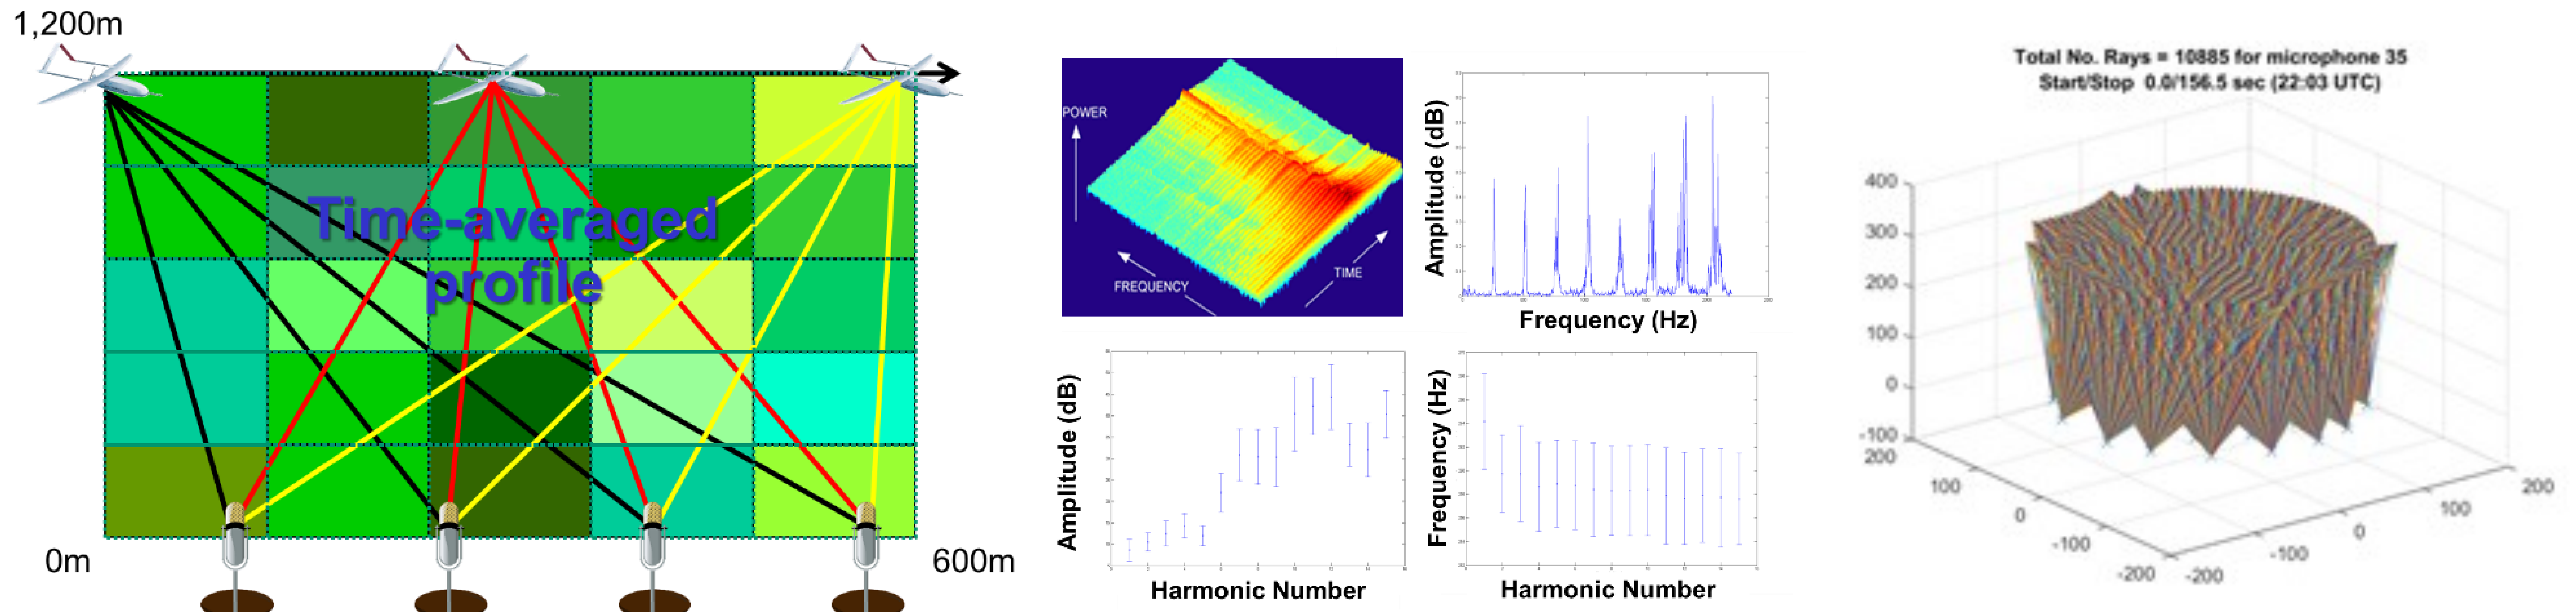 1,200m
Time-averaged
profile
0m
600m
POWER
FREQUENCY
TIME
Amplitude (dB)
Frequency (Hz)
Amplitude (dB)
Harmonic Number
Frequency (Hz)
Harmonic Number
Total No. Rays = 10885 for microphone 35
Start/Stop 0.0/156.5 sec (22:03 UTC)
400
300
200
100
0
-100
200
100
0
-100
-200
-200
-100
0
100
200